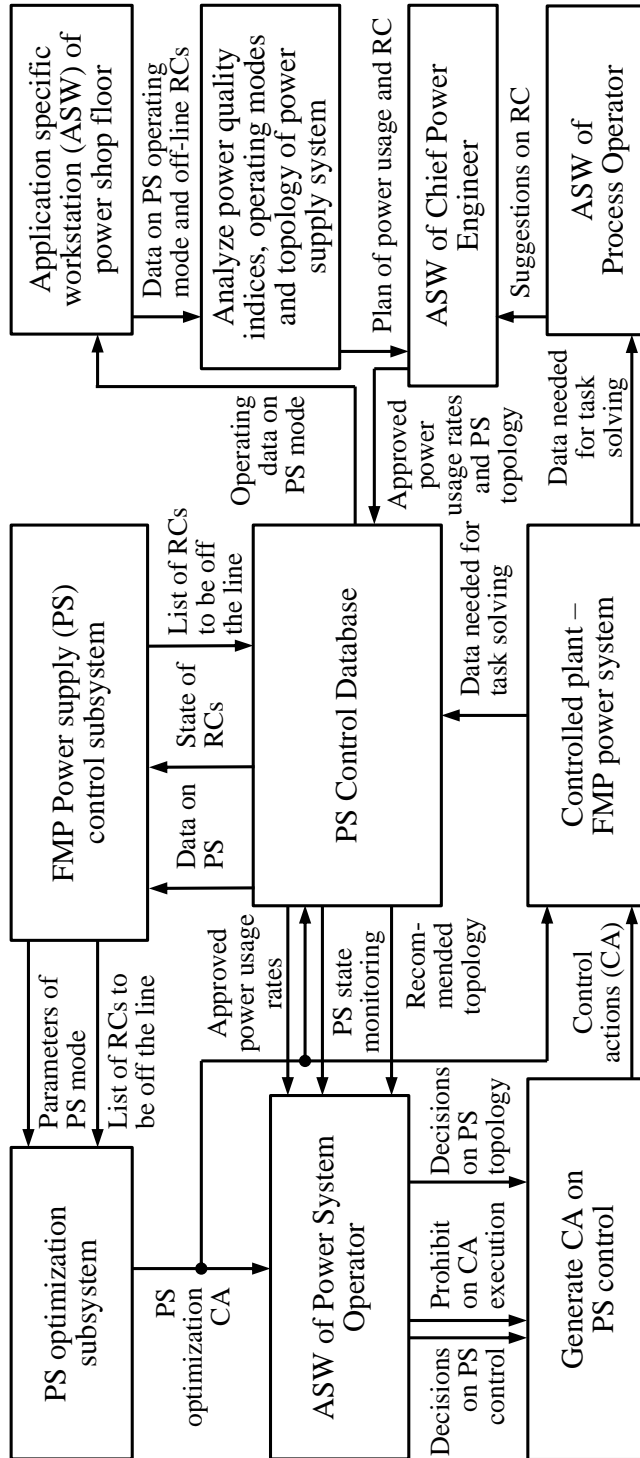 PS optimization
subsystem
Parameters of
PS mode
List of RCs to
be off the line
FMP Power supply (PS)
control subsystem
Application specific
workstation (ASW) of
power shop floor
PS
optimization
CA
Data on
PS
State of
RCs
List of RCs
to be off
the line
Data on PS operating
mode and off-line RCs
Analyze power quality
indices, operating modes
and topology of power
supply system
Operating
data on
PS mode
Approved
power usage
rates
PS state
monitoring
Recom-
mended
topology
ASW of Power System
Operator
PS Control Database
Approved
power
usage rates
and PS
topology
Plan of power usage and RC
ASW of Chief Power
Engineer
Decisions
on PS
control
Prohibit
on CA
execution
Decisions
on PS
topology
Data needed for
task solving
Suggestions on RC
Generate CA on
PS control
Control
actions (CA)
Controlled plant –
FMP power system
Data needed
for task
solving
ASW of
Process Operator